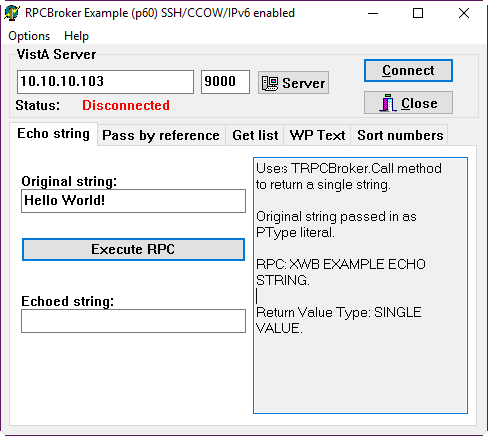 RPCBroker Example (p60) SSH/CCOW/IPv6 enabled
Options Help
VistA Server
10.10.10.103 9000 Server Connect
Status: Disconnected Close
Echo string Pass by reference Get list WP Text Sort numbers
Original string:
Hello World!
Execute RPC
Echoed string:
Uses TRPCBroker.Call method
to return a single string.
Original string passed in as
PType literal.
RPC: XWB EXAMPLE ECHO
STRING.
Return Value Type: SINGLE
VALUE.